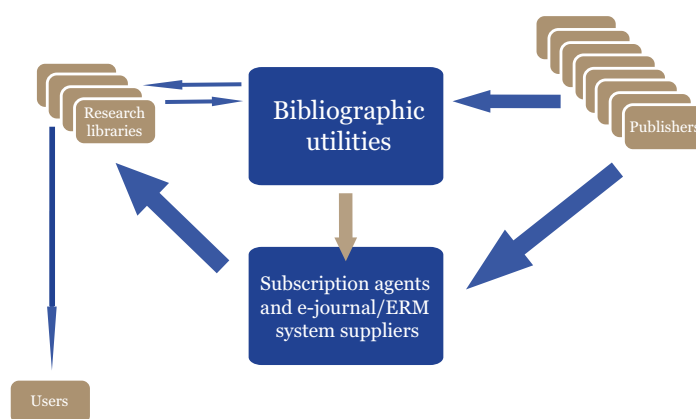 Bibliographic
utilities
Research
libraries
Publishers
Subscription agents
and e-journal/ERM
system suppliers
Users